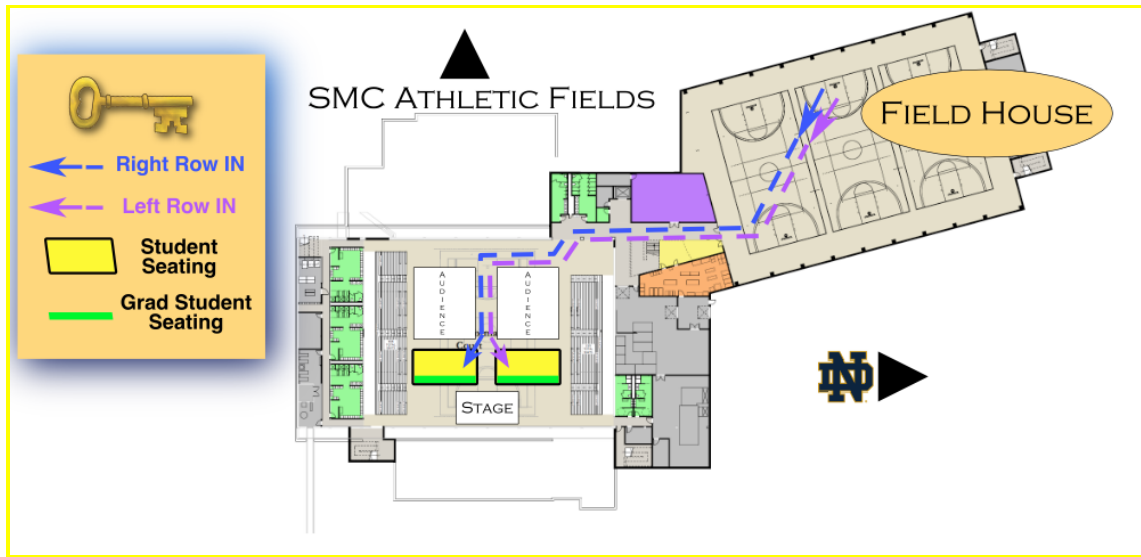 SMC ATHLETIC FIELDS
FIELD HOUSE
Right Row IN
Left Row IN
Student
Seating
Grad Student
Seating
AUDIENCE
AUDIENCE
Court
STAGE
ND